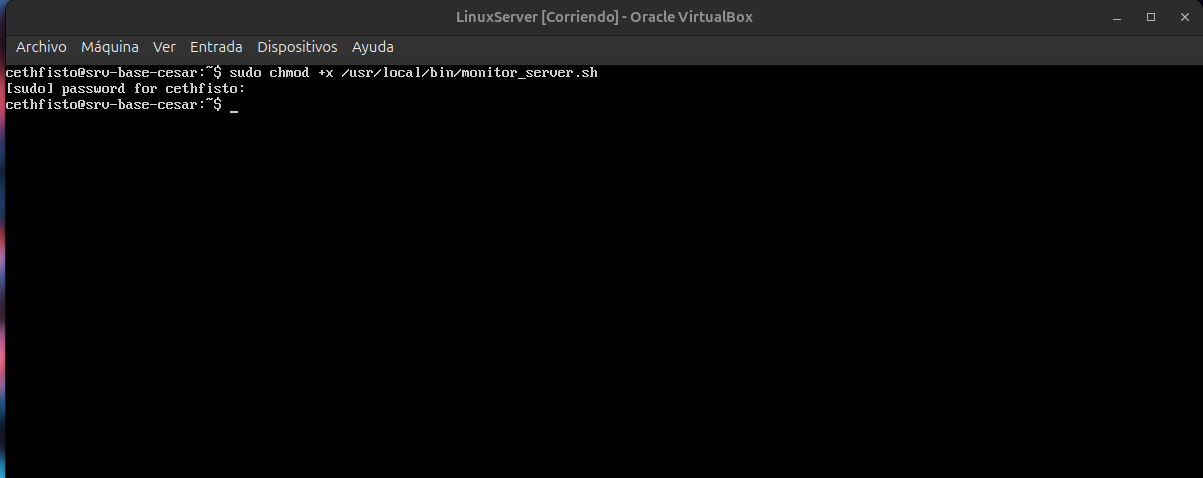 LinuxServer [Corriendo] - Oracle VirtualBox
Archivo Máquina Ver Entrada Dispositivos Ayuda
cethfisto@srv-base-cesar:~$ sudo chmod +x /usr/local/bin/monitor_server.sh
[sudo] password for cethfisto:
cethfisto@srv-base-cesar:~$ _